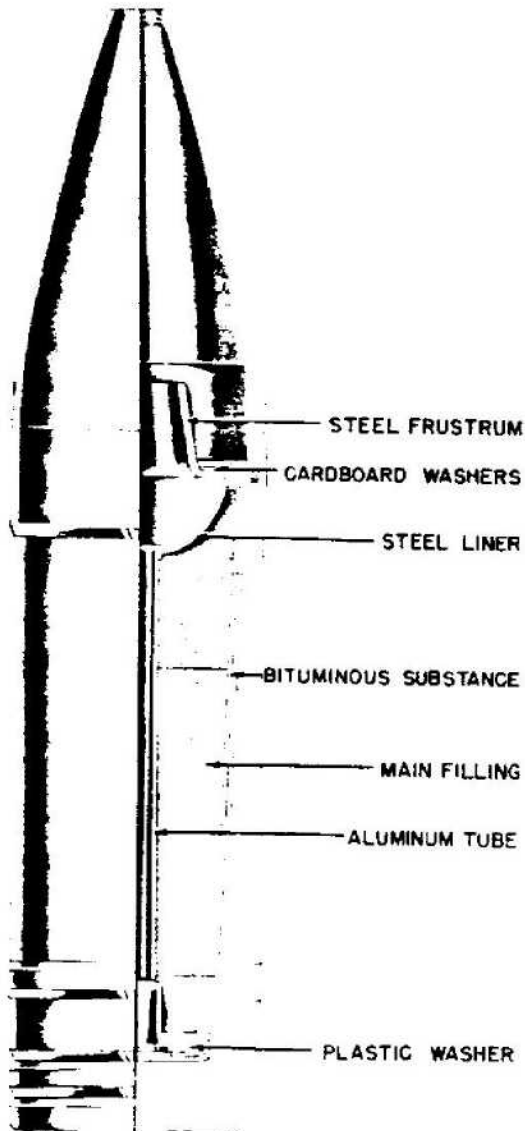 STEEL FRUSTRUM
CARDBOARD WASHERS
STEEL LINER
BITUMINOUS SUBSTANCE
MAIN FILLING
ALUMINUM TUBE
PLASTIC WASHER